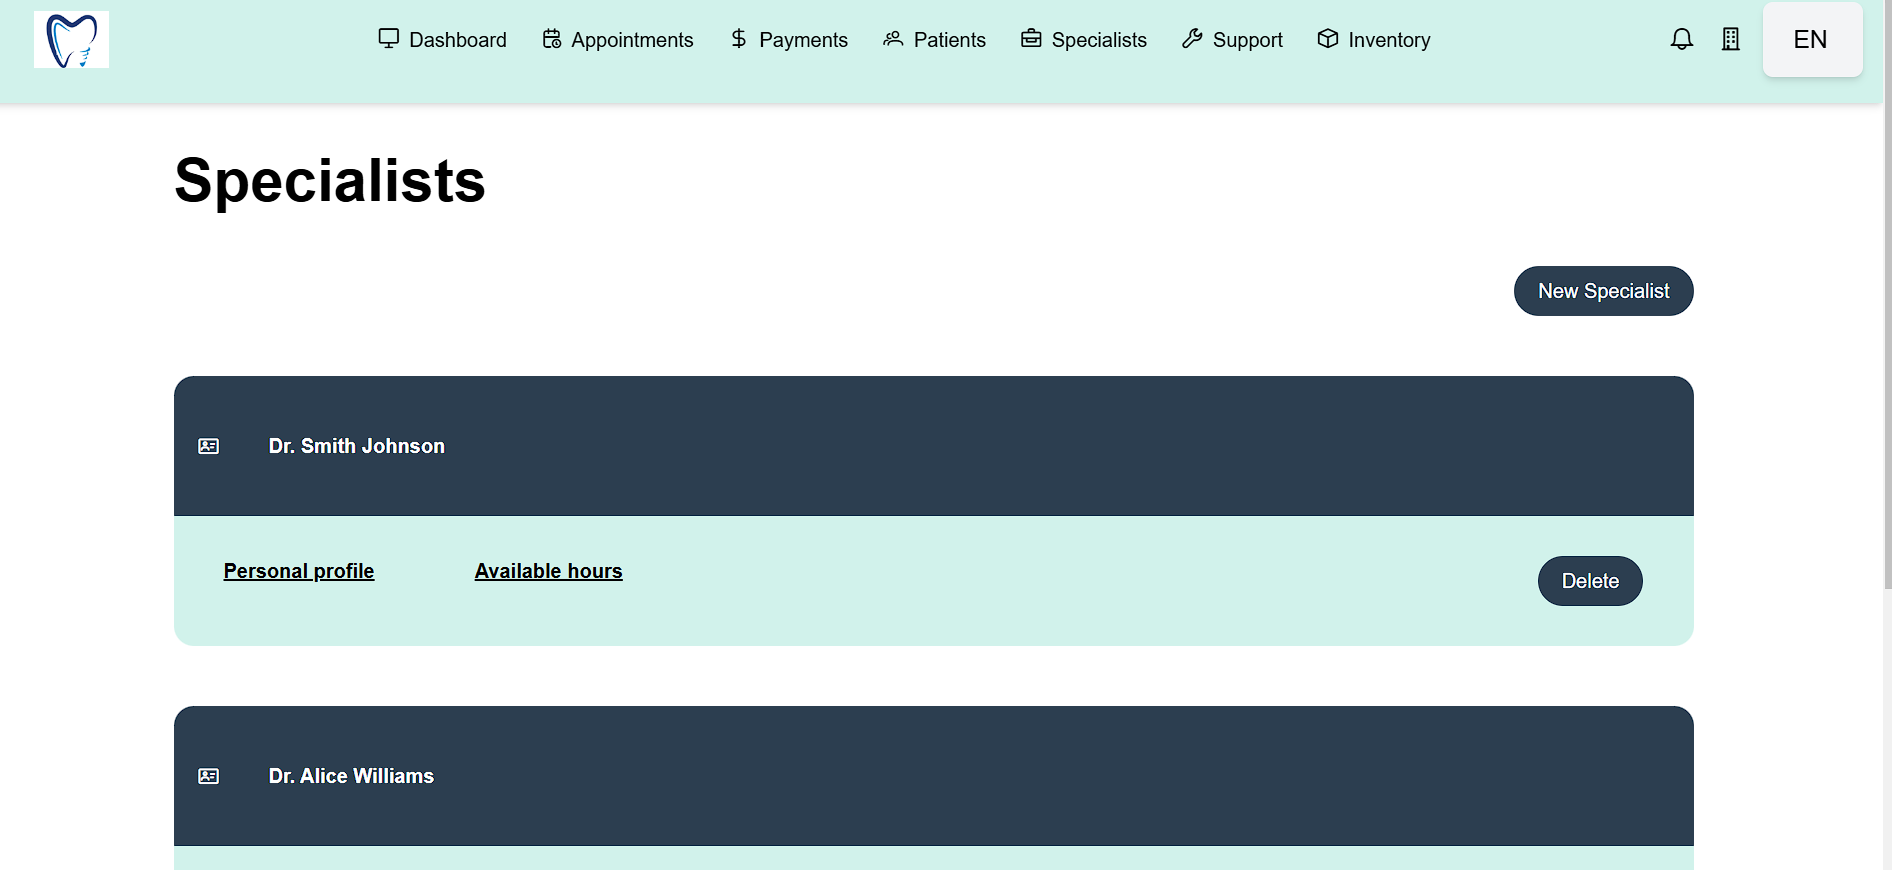 Dashboard Appointments Payments Patients Specialists Support Inventory EN
Specialists
New Specialist
Dr. Smith Johnson
Personal profile Available hours Delete
Dr. Alice Williams